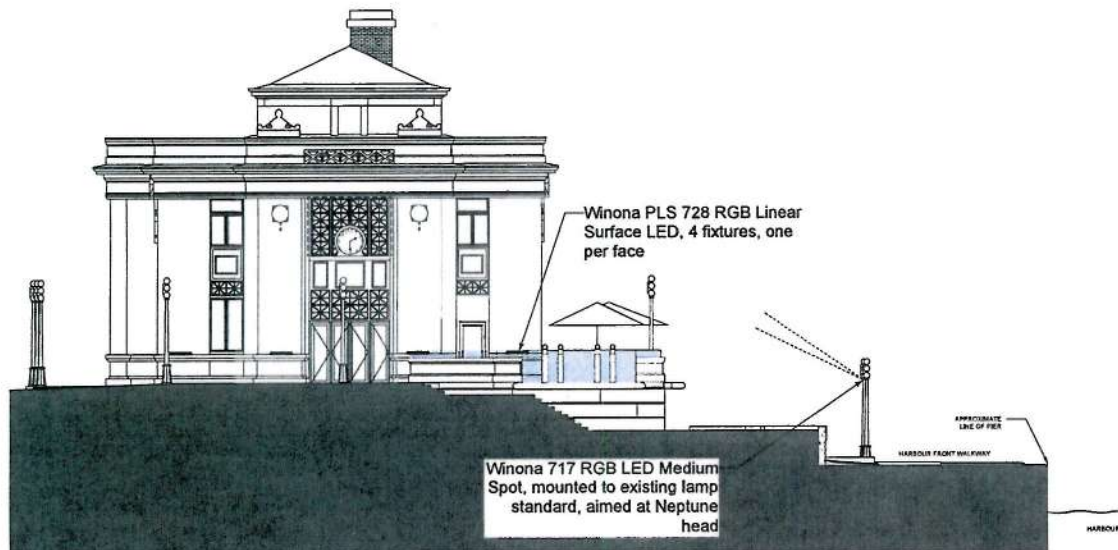 Winona PLS 728 RGB Linear
Surface LED, 4 fixtures, one
per face
APPROXIMATE
LINE OF PIER
HARBOUR FRONT WALKWAY
Winona 717 RGB LED Medium
Spot, mounted to existing lamp
standard, aimed at Neptune
head
HARBOUR